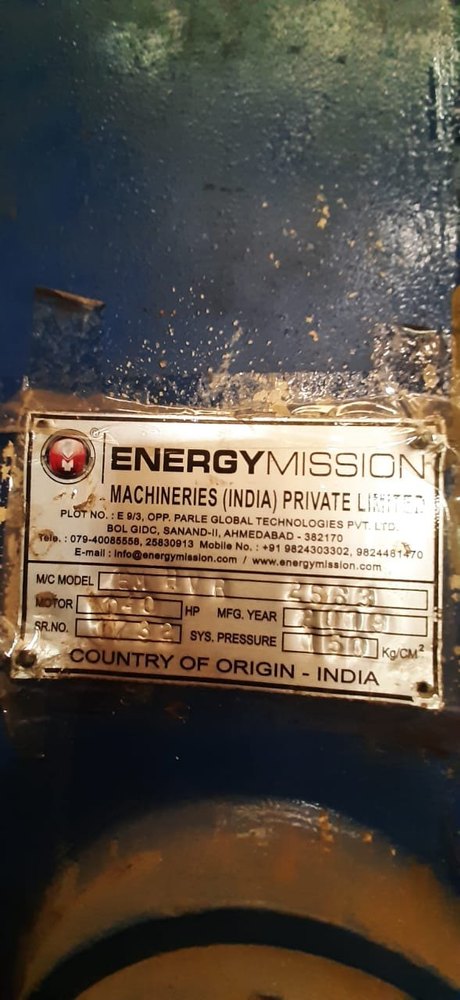 ENERGYMISSION
MACHINERIES (INDIA) PRIVATE LIMITED
PLOT NO. : E 9/3, OPP. PARLE GLOBAL TECHNOLOGIES PVT. LTD.
BOL GIDC, SANAND-II, AHMEDABAD - 382170
Tele. : 079-40085558, 25830913 Mobile No. : +91 9824303302, 9824481470
E-mail : info@energymission.com / www.energymission.com
M/C MODEL
MOTOR HP MFG. YEAR
SR.NO. SYS. PRESSURE Kg/CM²
COUNTRY OF ORIGIN - INDIA